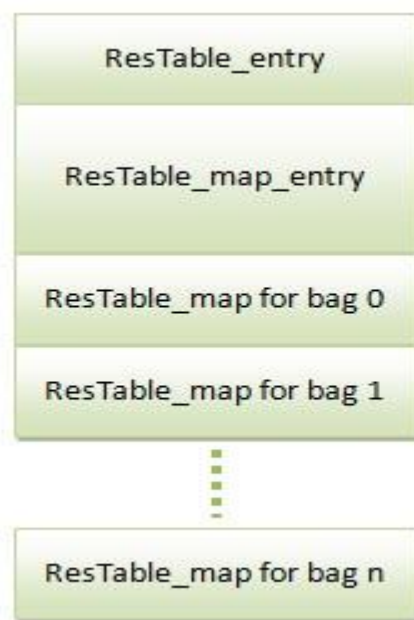 ResTable_entry
ResTable_map_entry
ResTable_map for bag 0
ResTable_map for bag 1
ResTable_map for bag n